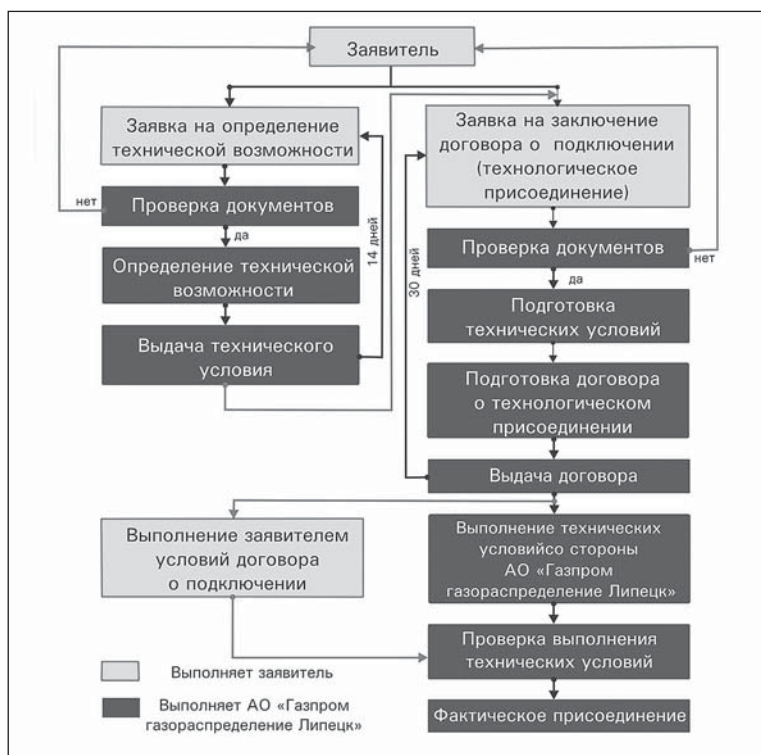 Заявитель
Заявка на определение
технической возможности
нет
Проверка документов
да
Определение технической
возможности
14 дней
Выдача технического
условия
Заявка на заключение
договора о подключении
(технологическое
присоединение)
Проверка документов
нет
да
30 дней
Подготовка
технических условий
Подготовка договора
о технологическом
присоединении
Выдача договора
Выполнение заявителем
условий договора
о подключении
Выполнение технических
условийсо стороны
АО «Газпром
газораспределение Липецк»
Проверка выполнения
технических условий
Фактическое присоединение
Выполняет заявитель
Выполняет АО «Газпром
газораспределение Липецк»